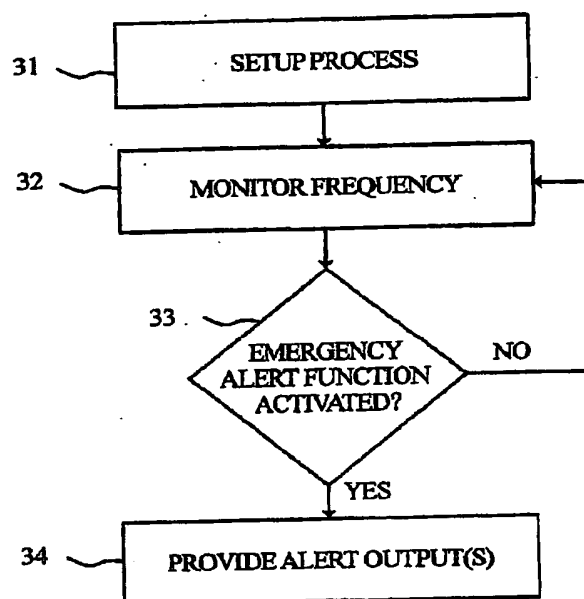 31
SETUP PROCESS
32
MONITOR FREQUENCY
33
EMERGENCY
ALERT FUNCTION
ACTIVATED?
NO
YES
34
PROVIDE ALERT OUTPUT(S)